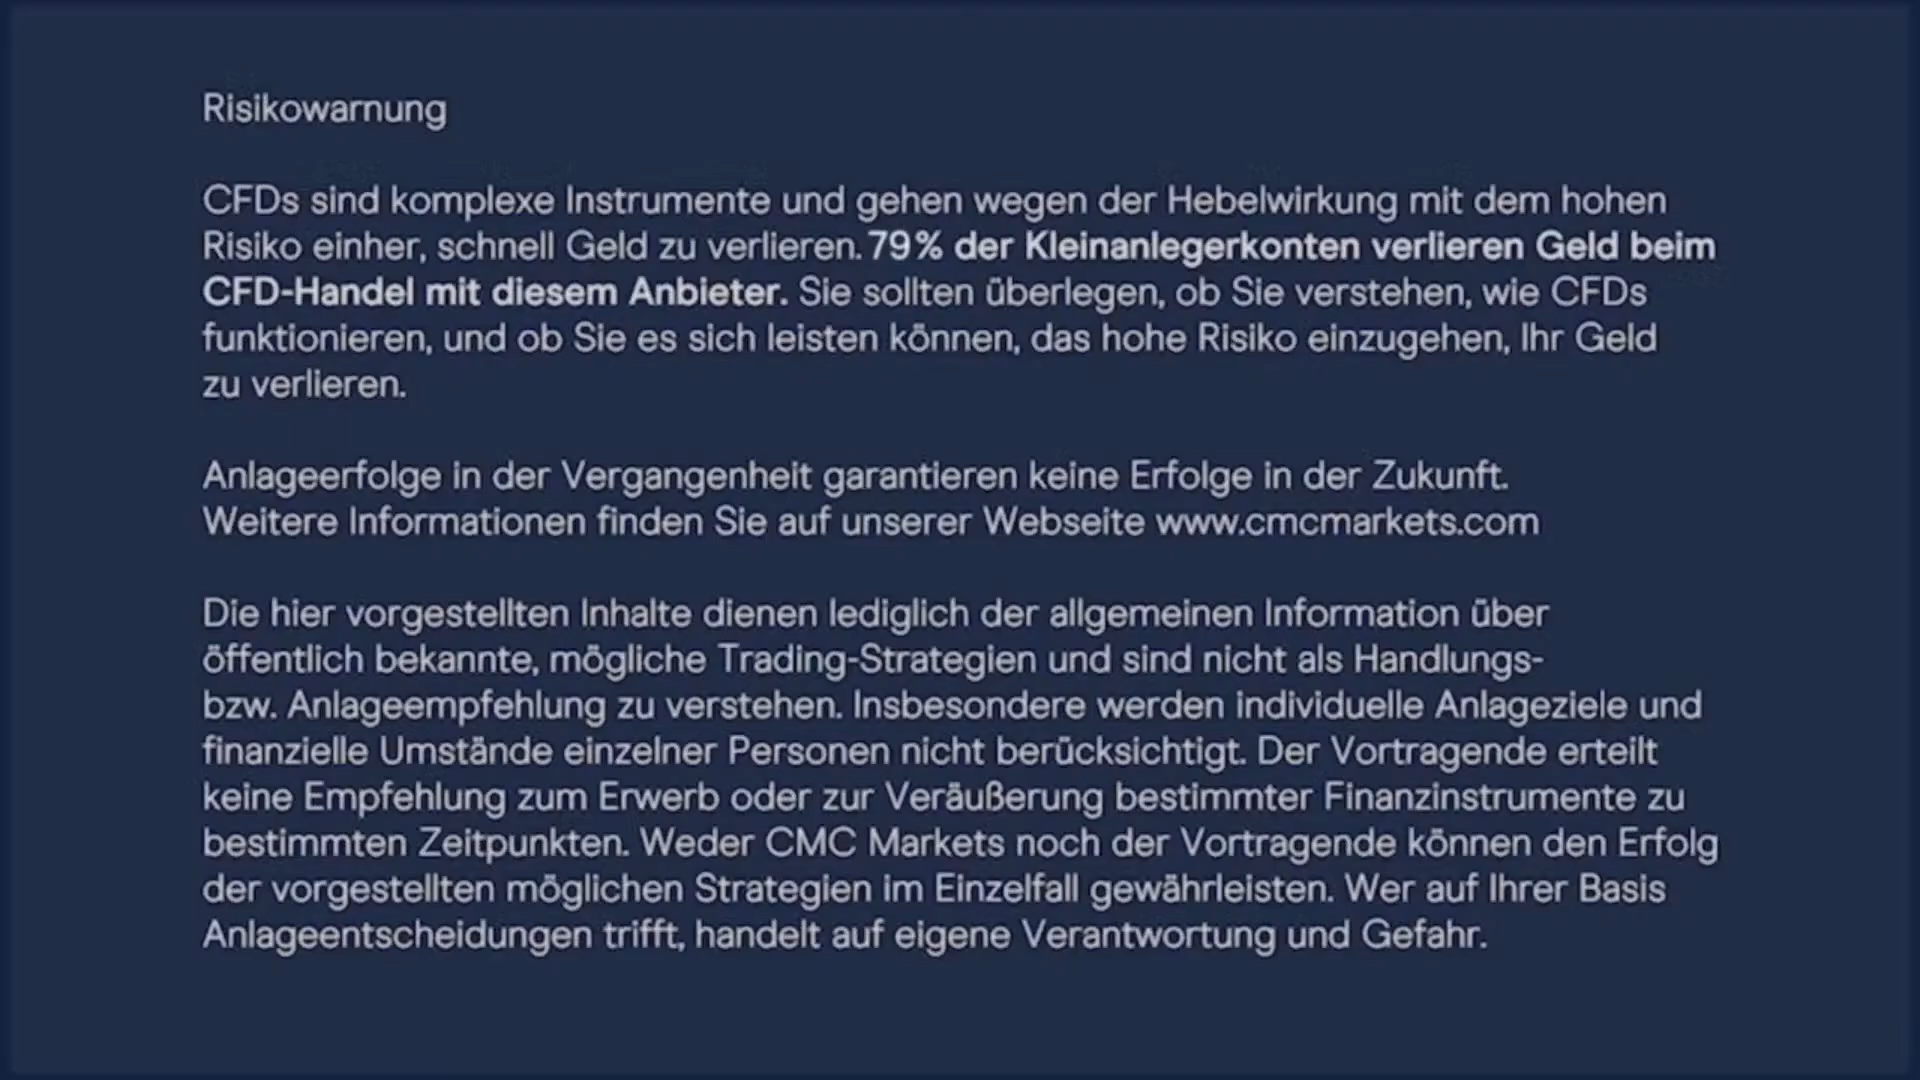 Risikowarnung
CFDs sind komplexe Instrumente und gehen wegen der Hebelwirkung mit dem hohen
Risiko einher, schnell Geld zu verlieren. 79% der Kleinanlegerkonten verlieren Geld beim
CFD-Handel mit diesem Anbieter. Sie sollten überlegen, ob Sie verstehen, wie CFDs
funktionieren, und ob Sie es sich leisten können, das hohe Risiko einzugehen, Ihr Geld
zu verlieren.
Anlageerfolge in der Vergangenheit garantieren keine Erfolge in der Zukunft.
Weitere Informationen finden Sie auf unserer Webseite www.cmcmarkets.com
Die hier vorgestellten Inhalte dienen lediglich der allgemeinen Information über
öffentlich bekannte, mögliche Trading-Strategien und sind nicht als Handlungs-
bzw. Anlageempfehlung zu verstehen. Insbesondere werden individuelle Anlageziele und
finanzielle Umstände einzelner Personen nicht berücksichtigt. Der Vortragende erteilt
keine Empfehlung zum Erwerb oder zur Veräußerung bestimmter Finanzinstrumente zu
bestimmten Zeitpunkten. Weder CMC Markets noch der Vortragende können den Erfolg
der vorgestellten möglichen Strategien im Einzelfall gewährleisten. Wer auf Ihrer Basis
Anlageentscheidungen trifft, handelt auf eigene Verantwortung und Gefahr.